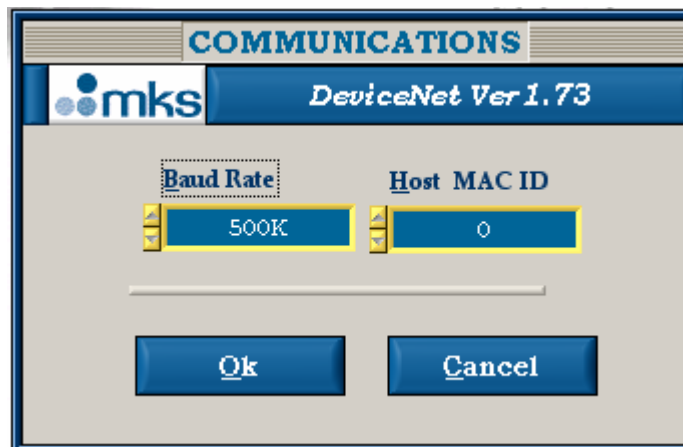 COMMUNICATIONS
mks DeviceNet Ver 1.73
Baud Rate Host MAC ID
500K 0
Ok Cancel